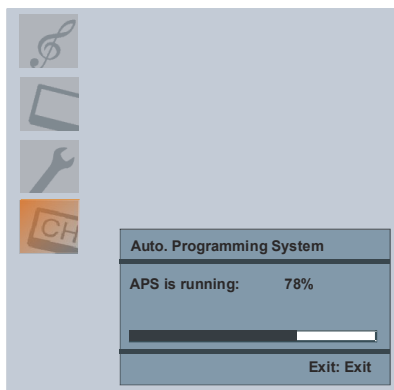 CH
Auto. Programming System
APS is running: 78%
Exit: Exit